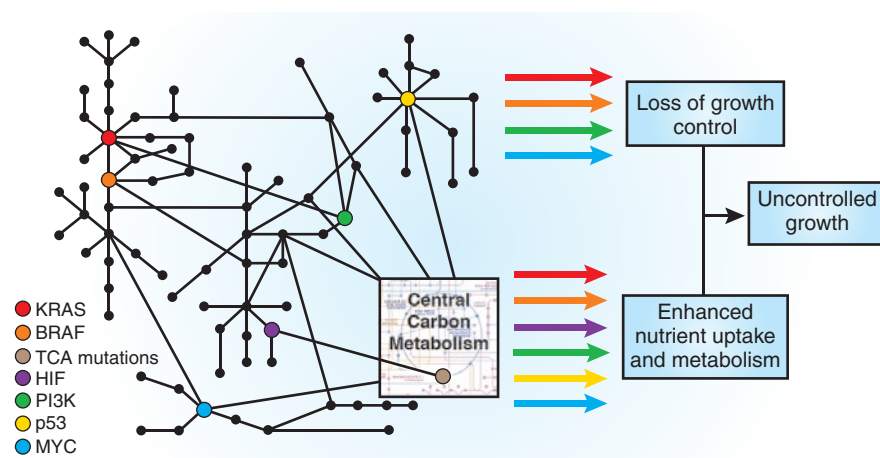 Loss of growth
control
Uncontrolled
growth
Central
Carbon
Metabolism
Enhanced
nutrient uptake
and metabolism
KRAS
BRAF
TCA mutations
HIF
PI3K
p53
MYC